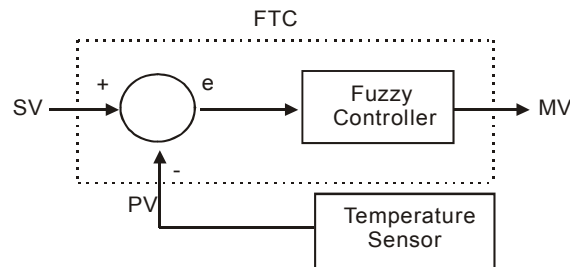 FTC
+
e
SV
Fuzzy
Controller
MV
-
PV
Temperature
Sensor